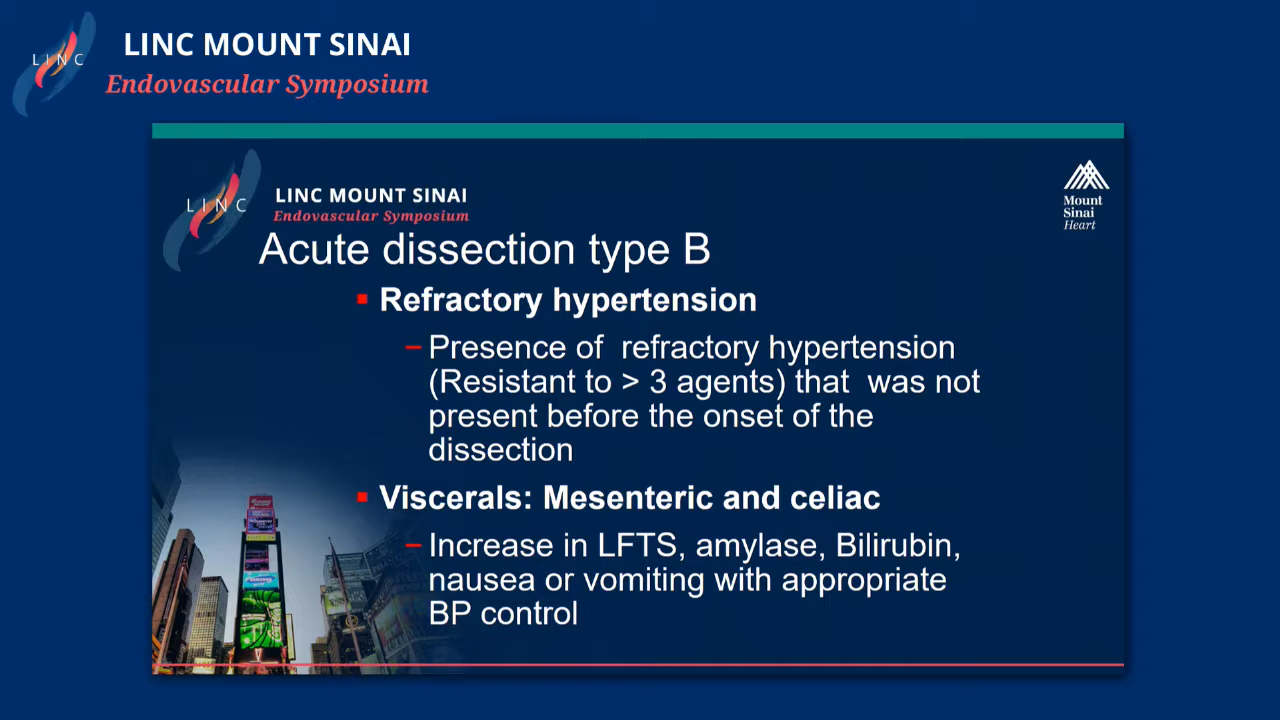 LINC
LINC MOUNT SINAI
Endovascular Symposium
LINC
LINC MOUNT SINAI
Endovascular Symposium
Mount
Sinai
Heart
Acute dissection type B
Refractory hypertension
Presence of refractory hypertension
(Resistant to > 3 agents) that was not
present before the onset of the
dissection
Viscerals: Mesenteric and celiac
Increase in LFTS, amylase, Bilirubin,
nausea or vomiting with appropriate
BP control